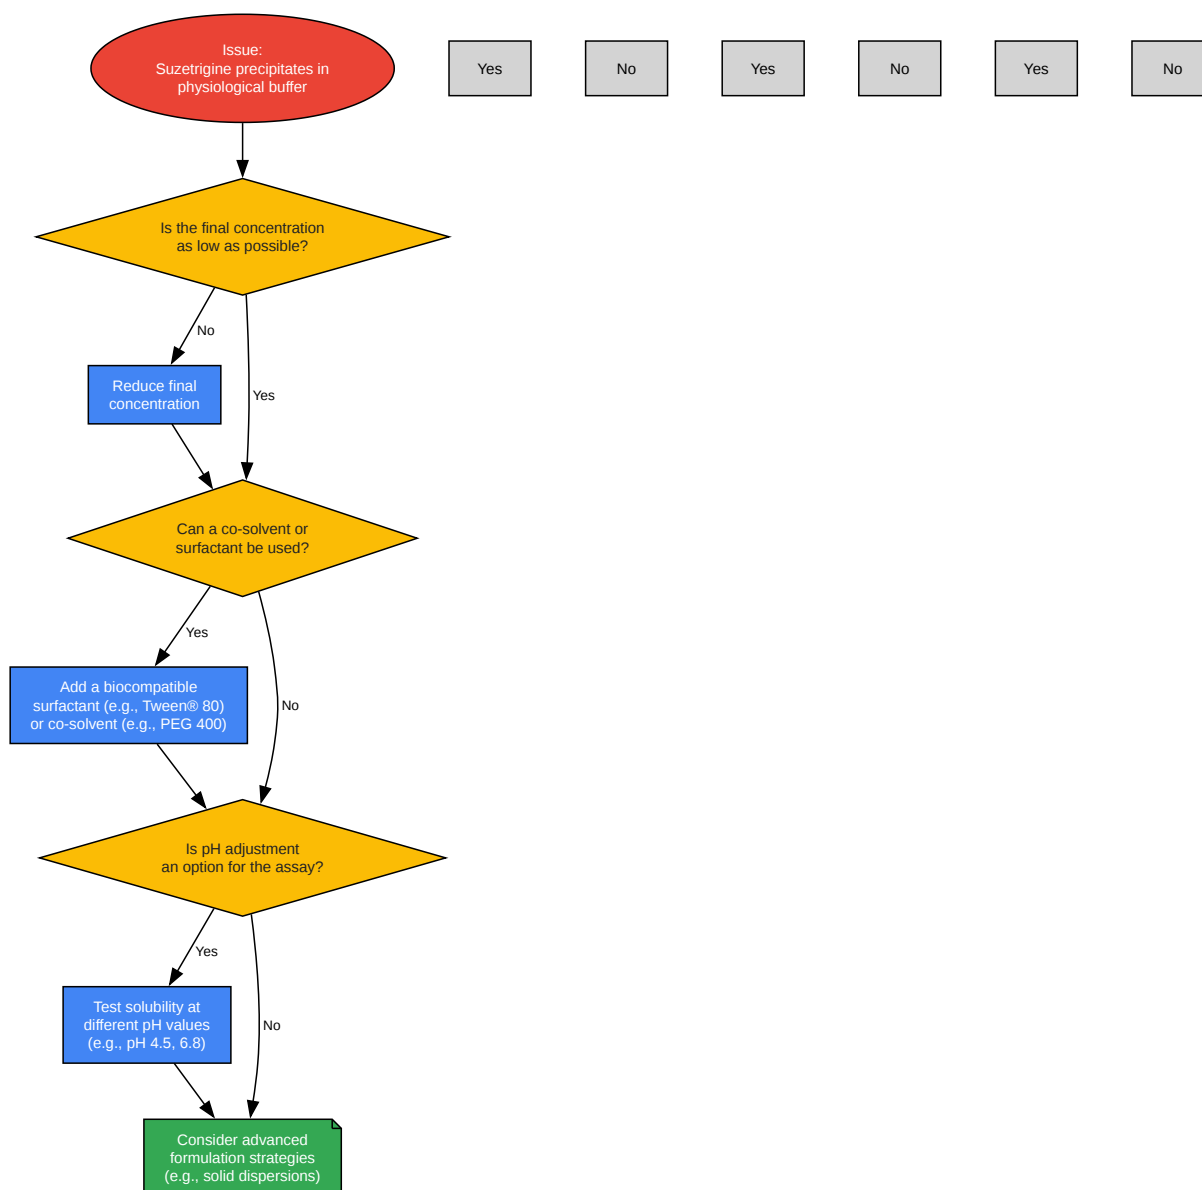 Issue:
Suzetrigine precipitates in
physiological buffer
Yes
No
Yes
No
Yes
No
Is the final concentration
as low as possible?
No
Reduce final
concentration
Yes
Can a co-solvent or
surfactant be used?
Yes
Add a biocompatible
surfactant (e.g., Tween® 80)
or co-solvent (e.g., PEG 400)
No
Is pH adjustment
an option for the assay?
Yes
Test solubility at
different pH values
(e.g., pH 4.5, 6.8)
No
Consider advanced
formulation strategies
(e.g., solid dispersions)